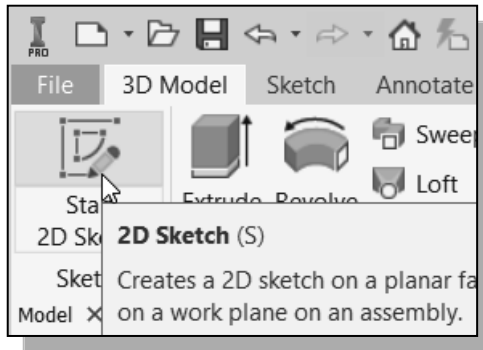 PRO
File 3D Model Sketch Annotate
Sweep
Loft
Extrude Revolve
Sta
2D Sk
2D Sketch (S)
Sket
Creates a 2D sketch on a planar fa
Model × on a work plane on an assembly.